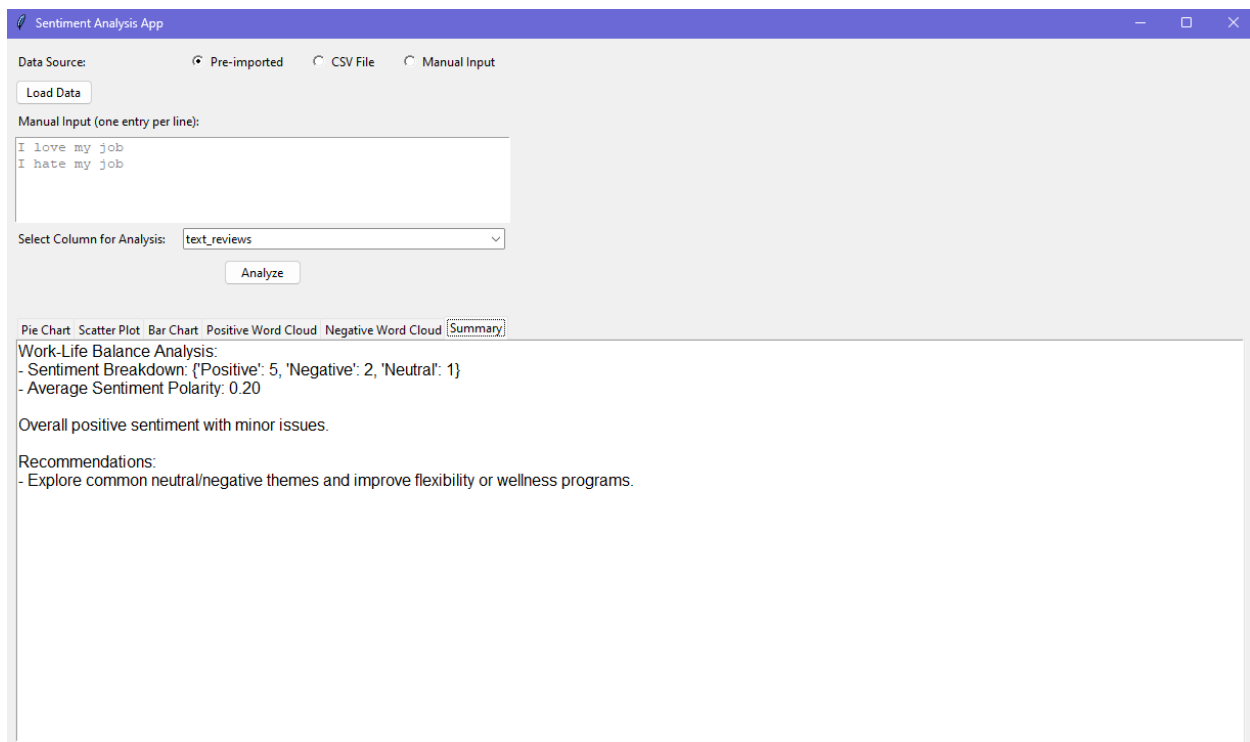 Sentiment Analysis App
Data Source: Pre-imported CSV File Manual Input
Load Data
Manual Input (one entry per line):
I love my job
I hate my job
Select Column for Analysis: text_reviews
Analyze
Pie Chart Scatter Plot Bar Chart Positive Word Cloud Negative Word Cloud Summary
Work-Life Balance Analysis:
- Sentiment Breakdown: {'Positive': 5, 'Negative': 2, 'Neutral': 1}
- Average Sentiment Polarity: 0.20
Overall positive sentiment with minor issues.
Recommendations:
- Explore common neutral/negative themes and improve flexibility or wellness programs.